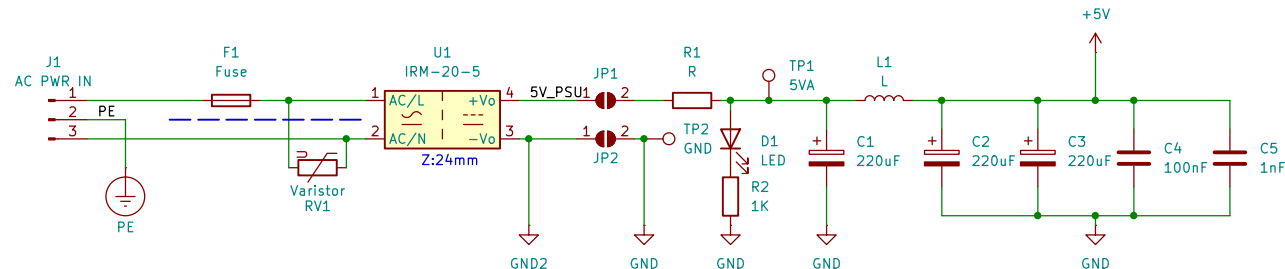 +5V
J1
AC PWR IN
1
2
3
PE
PE
F1
Fuse
Varistor
RV1
U1
IRM-20-5
1
AC/L
+Vo
4
2
AC/N
-Vo
3
Z:24mm
5V_PSU
JP1
1
2
1
2
JP2
GND2
GND
R1
R
TP1
5VA
TP2
GND
D1
LED
R2
1K
GND
C1
220uF
GND
L1
L
C2
220uF
C3
220uF
C4
100nF
C5
1nF
GND
+
+
+